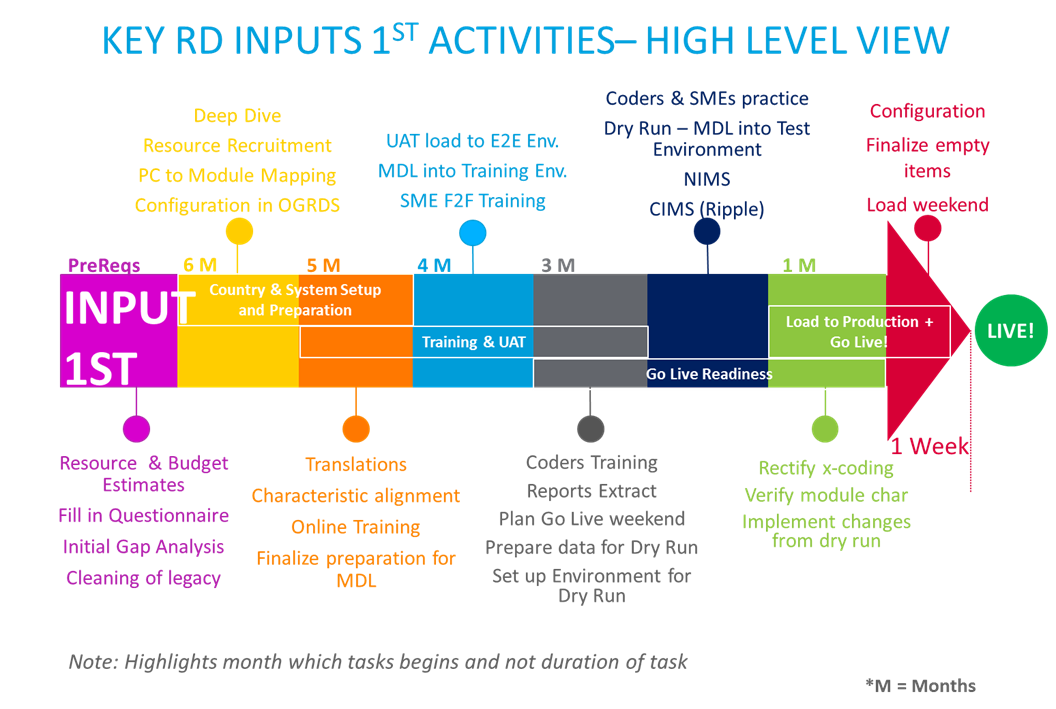 KEY RD INPUTS 1ST ACTIVITIES– HIGH LEVEL VIEW
Deep Dive
Resource Recruitment
PC to Module Mapping
Configuration in OGRDS
UAT load to E2E Env.
MDL into Training Env.
SME F2F Training
Coders & SMEs practice
Dry Run – MDL into Test
Environment
NIMS
CIMS (Ripple)
Configuration
Finalize empty
items
Load weekend
PreReqs
6 M
5 M
4 M
3 M
1 M
INPUT
1ST
Country & System Setup
and Preparation
Training & UAT
Go Live Readiness
Load to Production +
Go Live!
LIVE!
1 Week
Resource & Budget
Estimates
Fill in Questionnaire
Initial Gap Analysis
Cleaning of legacy
Translations
Characteristic alignment
Online Training
Finalize preparation for
MDL
Coders Training
Reports Extract
Plan Go Live weekend
Prepare data for Dry Run
Set up Environment for
Dry Run
Rectify x-coding
Verify module char
Implement changes
from dry run
Note: Highlights month which tasks begins and not duration of task
*M = Months